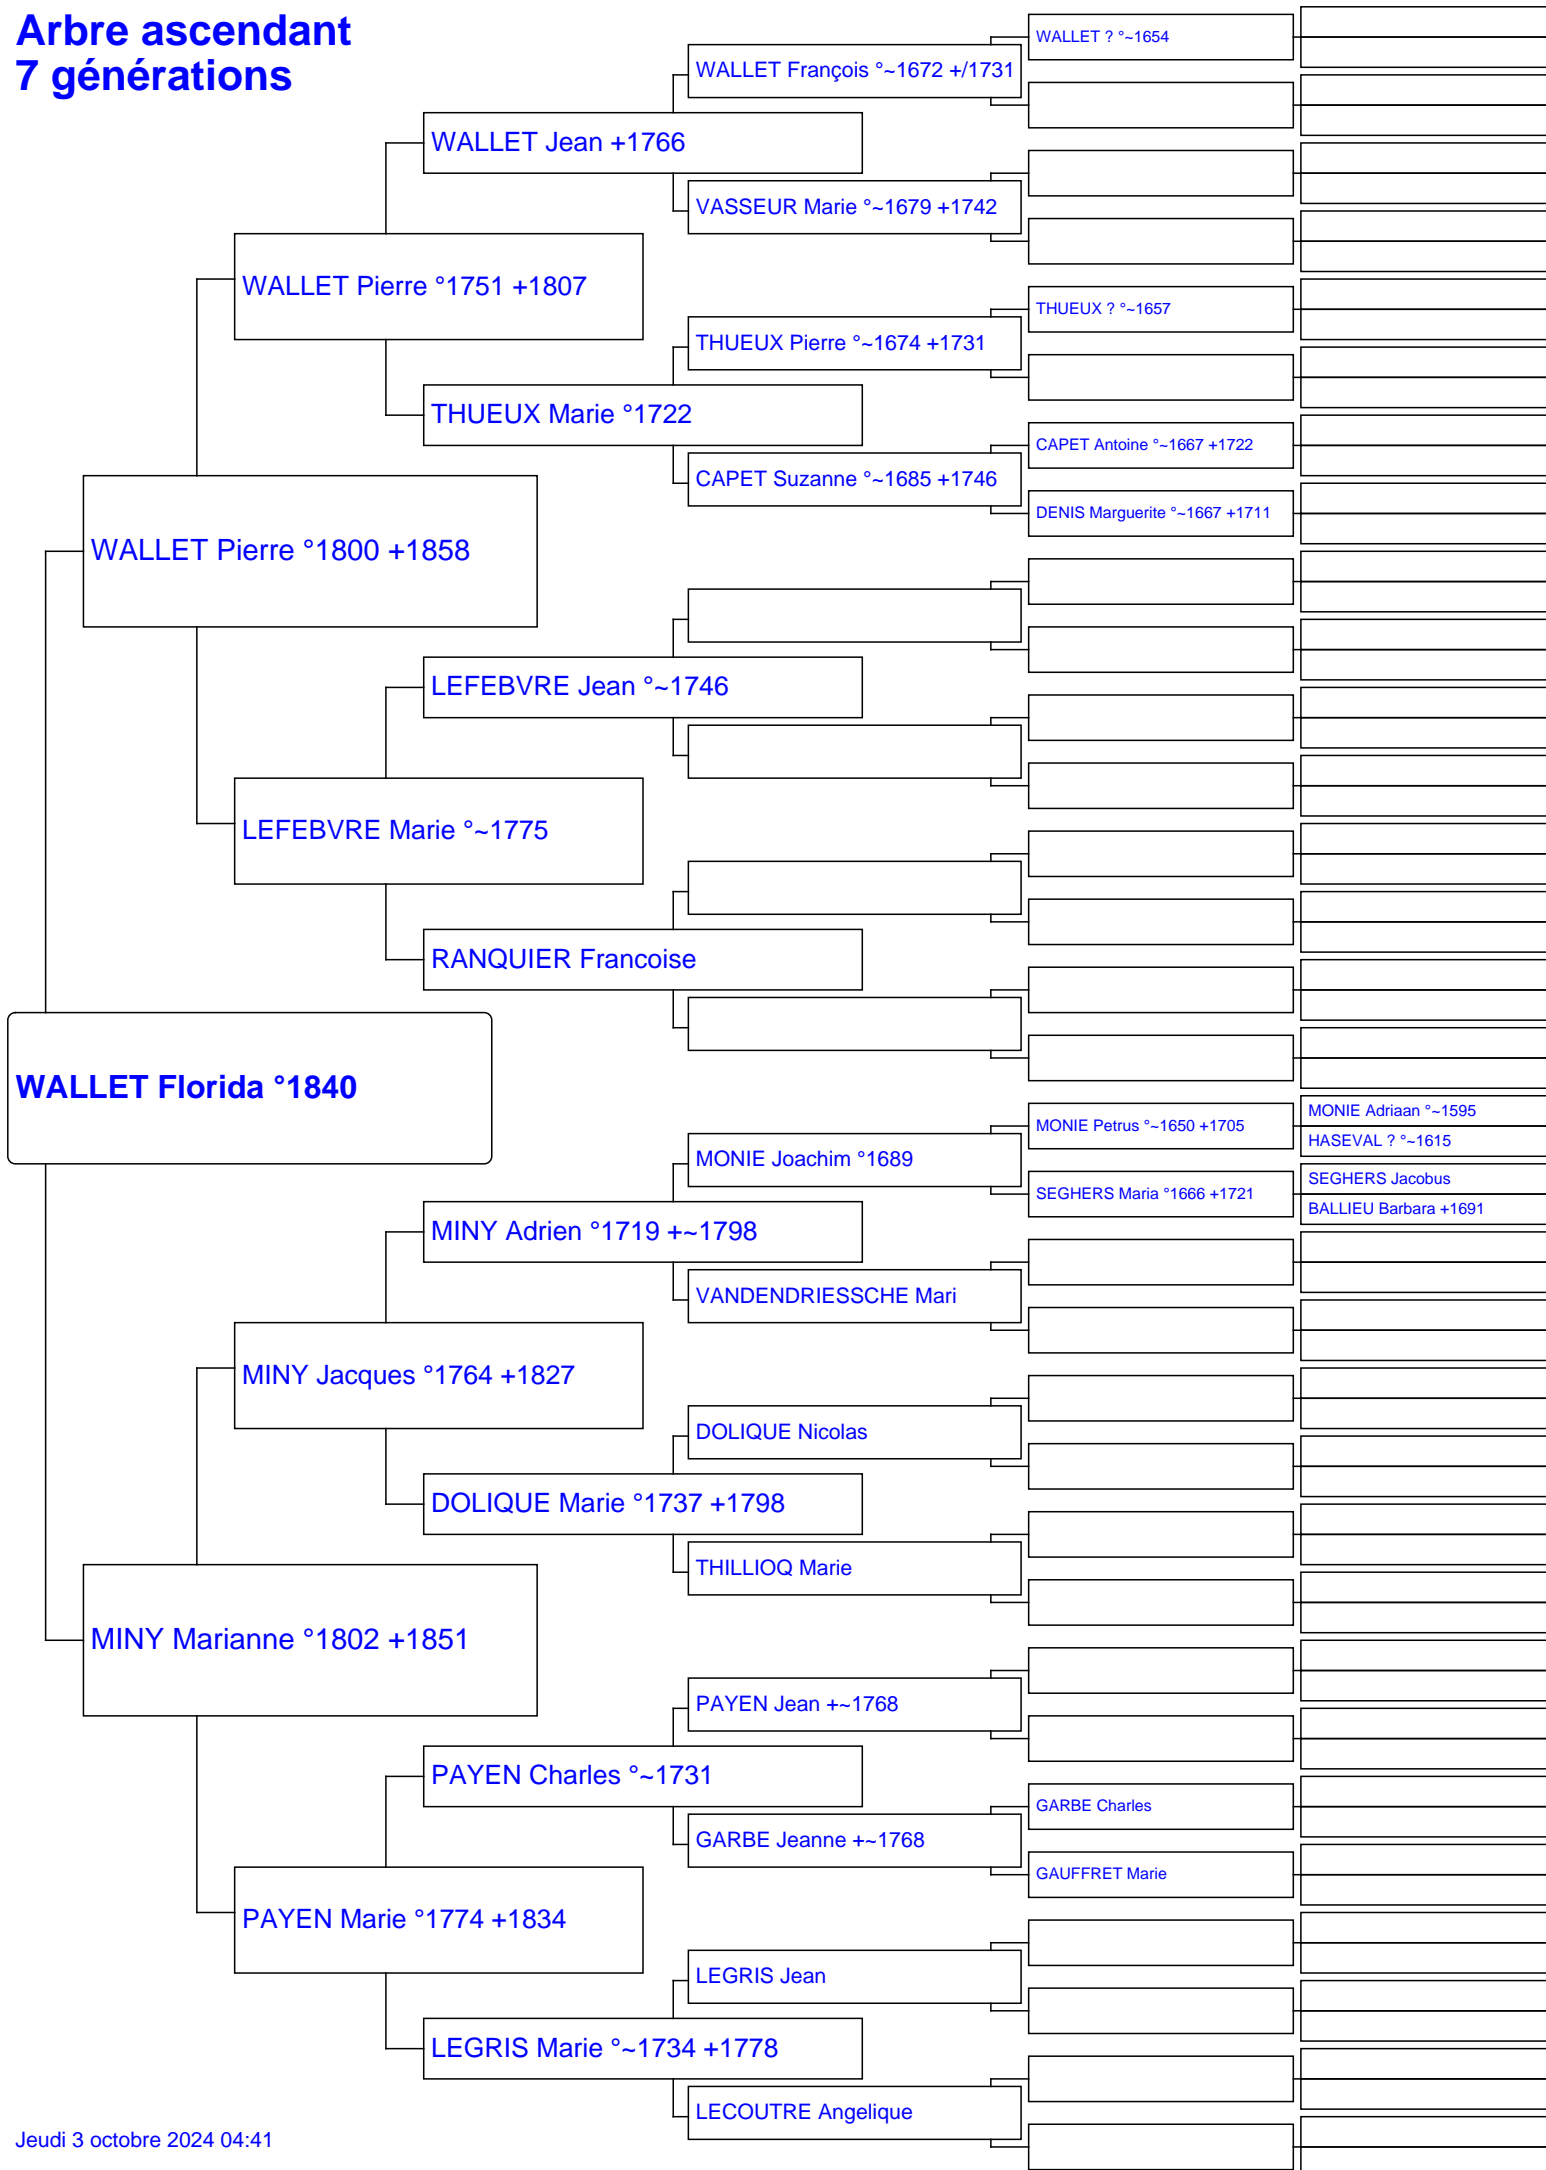 Arbre ascendant
7 générations
WALLET ? °~1654
WALLET François °~1672 +/1731
WALLET Jean +1766
VASSEUR Marie °~1679 +1742
WALLET Pierre °1751 +1807
THUEUX ? °~1657
THUEUX Pierre °~1674 +1731
THUEUX Marie °1722
CAPET Antoine °~1667 +1722
CAPET Suzanne °~1685 +1746
DENIS Marguerite °~1667 +1711
WALLET Pierre °1800 +1858
LEFEBVRE Jean °~1746
LEFEBVRE Marie °~1775
RANQUIER Francoise
WALLET Florida °1840
MONIE Adriaan °~1595
MONIE Petrus °~1650 +1705
HASEVAL ? °~1615
MONIE Joachim °1689
SEGHERS Jacobus
SEGHERS Maria °1666 +1721
BALLIEU Barbara +1691
MINY Adrien °1719 +~1798
VANDENDRIESSCHE Mari
MINY Jacques °1764 +1827
DOLIQUE Nicolas
DOLIQUE Marie °1737 +1798
THILLIOQ Marie
MINY Marianne °1802 +1851
PAYEN Jean +~1768
PAYEN Charles °~1731
GARBE Charles
GARBE Jeanne +~1768
GAUFFRET Marie
PAYEN Marie °1774 +1834
LEGRIS Jean
LEGRIS Marie °~1734 +1778
LECOUTRE Angelique
Jeudi 3 octobre 2024 04:41